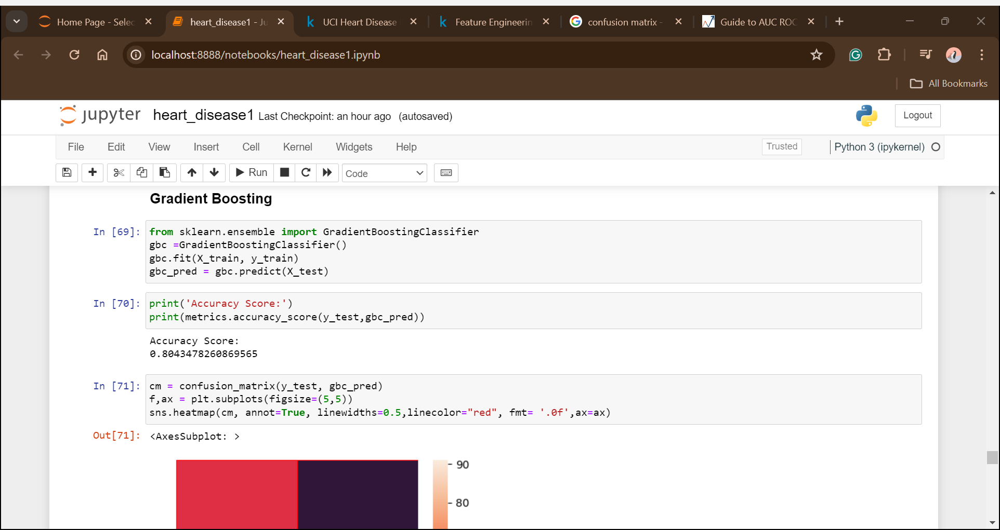 Home Page - Selec
heart_disease1 - Ju
UCI Heart Disease
Feature Engineerin
confusion matrix -
Guide to AUC ROC
localhost:8888/notebooks/heart_disease1.ipynb
All Bookmarks
jupyter heart_disease1 Last Checkpoint: an hour ago (autosaved)
Logout
File Edit View Insert Cell Kernel Widgets Help
Trusted
Python 3 (ipykernel)
Run
Code
Gradient Boosting
In [69]: from sklearn.ensemble import GradientBoostingClassifier
gbc =GradientBoostingClassifier()
gbc.fit(X_train, y_train)
gbc_pred = gbc.predict(X_test)
In [70]: print('Accuracy Score:')
print(metrics.accuracy_score(y_test,gbc_pred))
Accuracy Score:
0.8043478260869565
In [71]: cm = confusion_matrix(y_test, gbc_pred)
f,ax = plt.subplots(figsize=(5,5))
sns.heatmap(cm, annot=True, linewidths=0.5,linecolor="red", fmt= '.0f',ax=ax)
Out[71]: <AxesSubplot: >
90
80